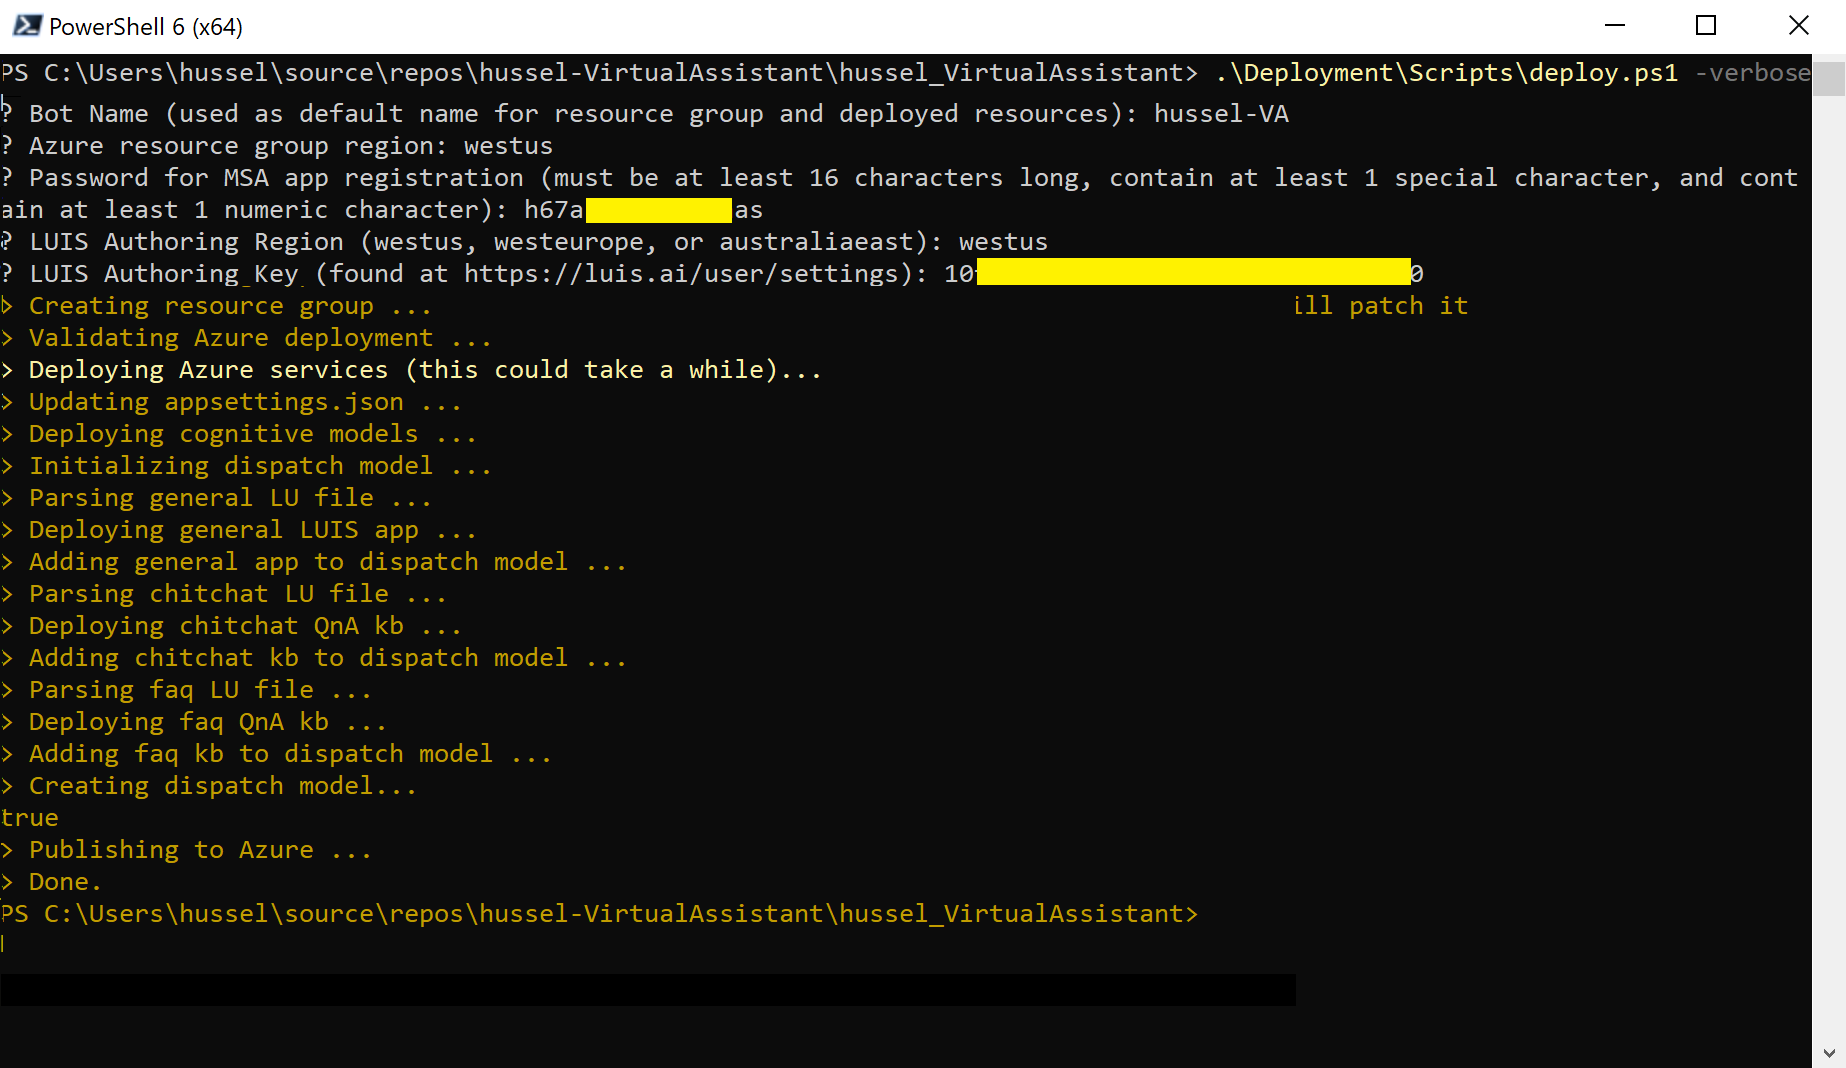 PowerShell 6 (x64)
PS C:\Users\hussel\source\repos\hussel-VirtualAssistant\hussel_VirtualAssistant> .\Deployment\Scripts\deploy.ps1 -verbose
? Bot Name (used as default name for resource group and deployed resources): hussel-VA
? Azure resource group region: westus
? Password for MSA app registration (must be at least 16 characters long, contain at least 1 special character, and cont
ain at least 1 numeric character): h67a as
? LUIS Authoring Region (westus, westeurope, or australiaeast): westus
? LUIS Authoring Key (found at https://luis.ai/user/settings): 10 0
> Creating resource group ... ill patch it
> Validating Azure deployment ...
> Deploying Azure services (this could take a while)...
> Updating appsettings.json ...
> Deploying cognitive models ...
> Initializing dispatch model ...
> Parsing general LU file ...
> Deploying general LUIS app ...
> Adding general app to dispatch model ...
> Parsing chitchat LU file ...
> Deploying chitchat QnA kb ...
> Adding chitchat kb to dispatch model ...
> Parsing faq LU file ...
> Deploying faq QnA kb ...
> Adding faq kb to dispatch model ...
> Creating dispatch model...
true
> Publishing to Azure ...
> Done.
PS C:\Users\hussel\source\repos\hussel-VirtualAssistant\hussel_VirtualAssistant>